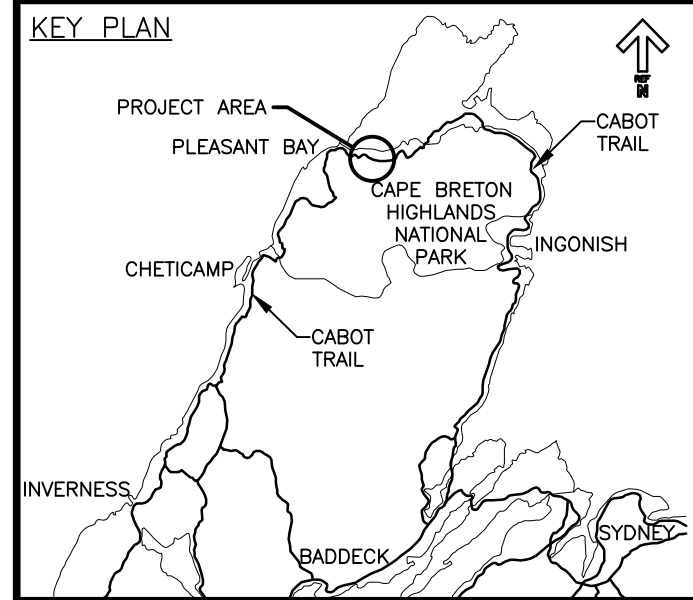 KEY PLAN
REF
N
PROJECT AREA
CABOT
TRAIL
PLEASANT BAY
CAPE BRETON
HIGHLANDS
NATIONAL
PARK
INGONISH
CHETICAMP
CABOT
TRAIL
INVERNESS
SYDNEY
BADDECK